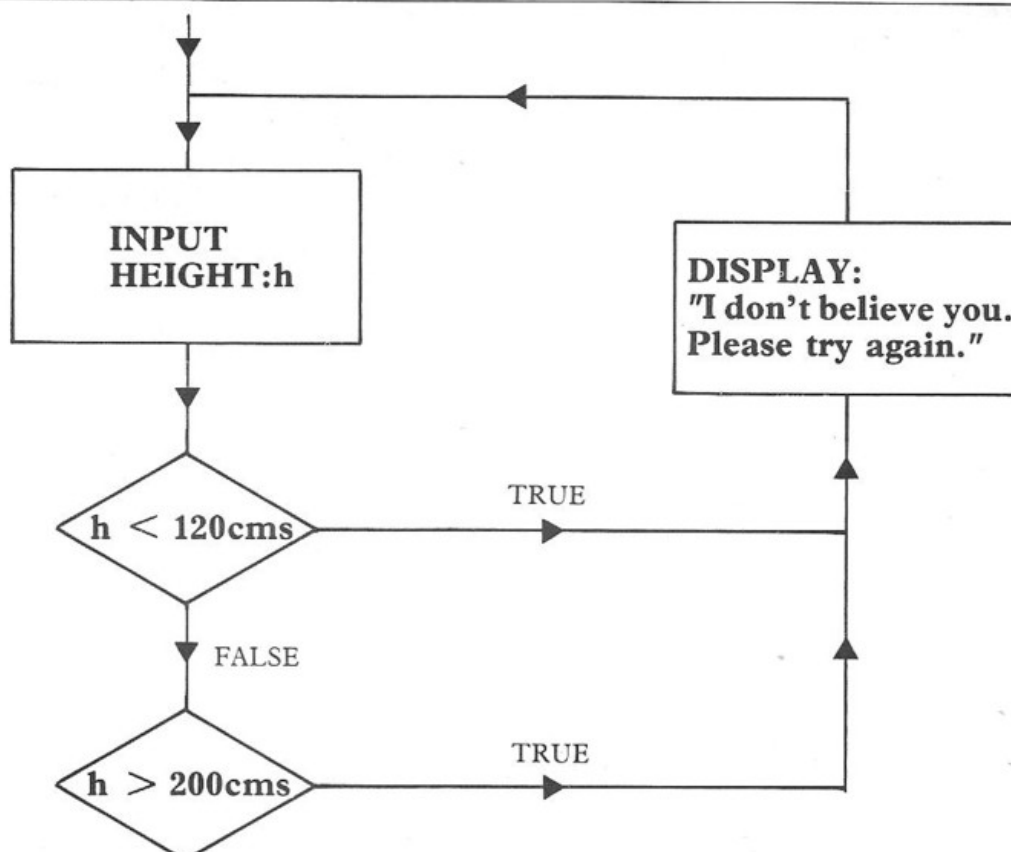 INPUT
HEIGHT:h
DISPLAY:
"I don't believe you.
Please try again."
h < 120cms
TRUE
FALSE
h > 200cms
TRUE